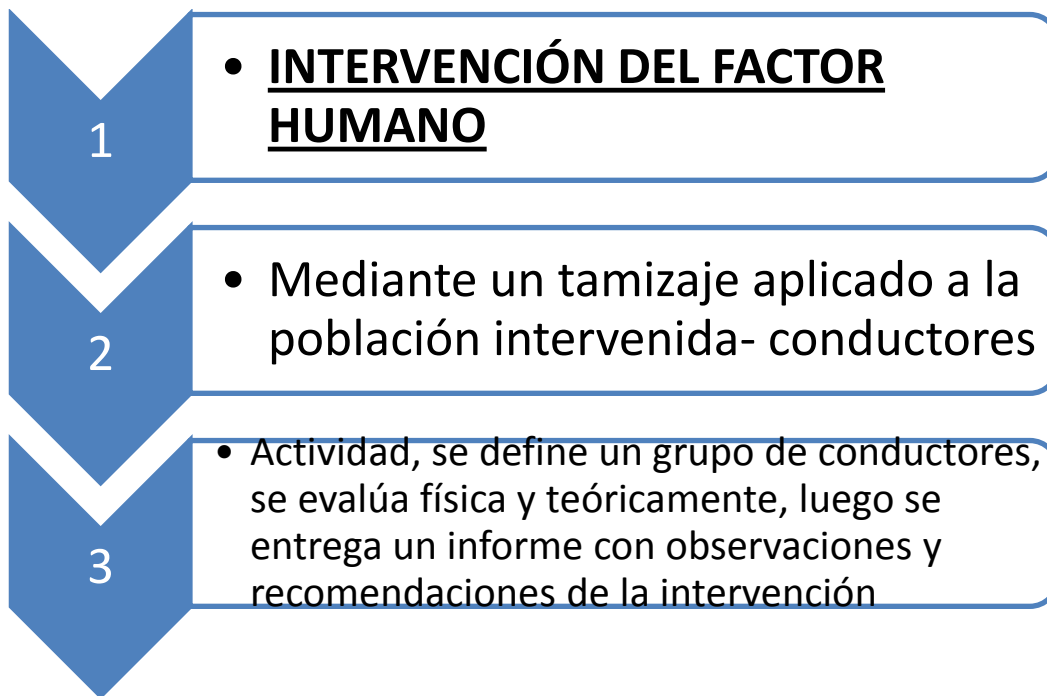 1
• INTERVENCIÓN DEL FACTOR
HUMANO
2
• Mediante un tamizaje aplicado a la
población intervenida- conductores
3
• Actividad, se define un grupo de conductores,
se evalúa física y teóricamente, luego se
entrega un informe con observaciones y
recomendaciones de la intervención